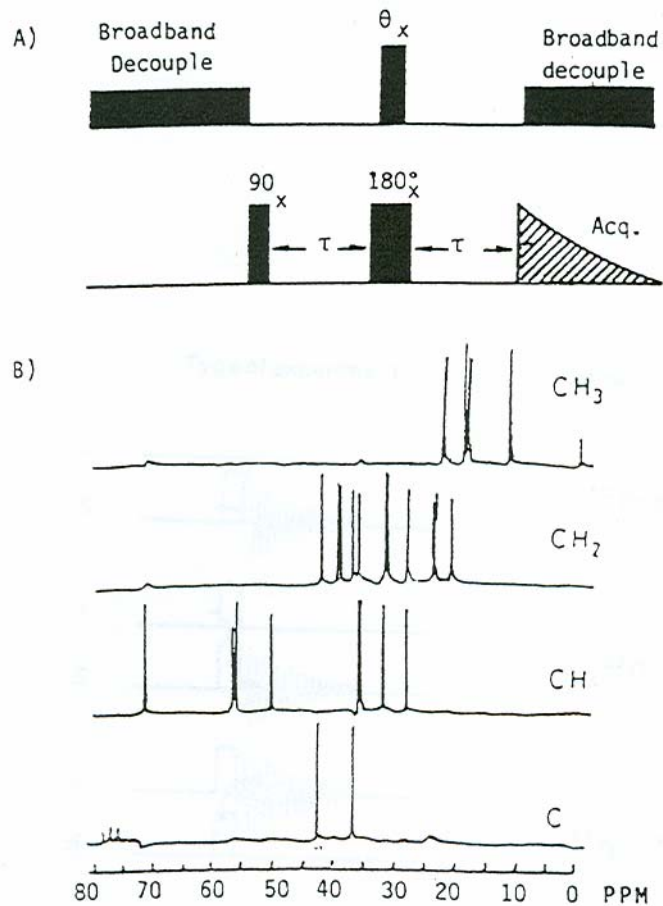 A)
Broadband
Decouple
θx
Broadband
decouple
90x
180°x
τ
τ
Acq.
B)
CH3
CH2
CH
C
80 70 60 50 40 30 20 10 0 PPM